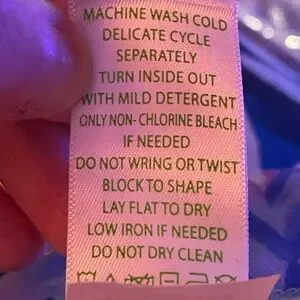 MACHINE WASH COLD
DELICATE CYCLE
SEPARATELY
TURN INSIDE OUT
WITH MILD DETERGENT
ONLY NON- CHLORINE BLEACH
IF NEEDED
DO NOT WRING OR TWIST
BLOCK TO SHAPE
LAY FLAT TO DRY
LOW IRON IF NEEDED
DO NOT DRY CLEAN